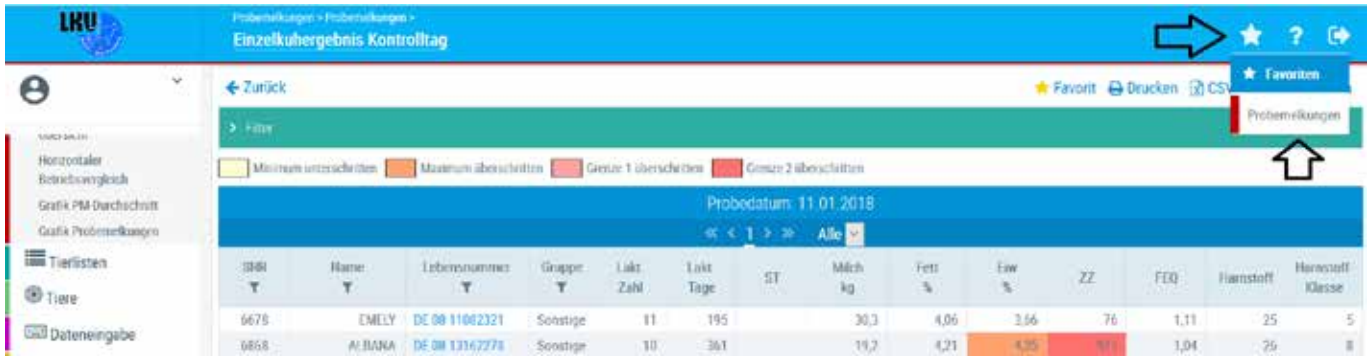 LKV
Probemelkungen > Probemelkungen >
Einzelkuhergebnis Kontrolltag
?
Favoriten
Probemelkungen
Zurück
Favorit Drucken CSV
Filter
Übersicht
Horizontaler
Betriebsvergleich
Grafik PM-Durchschnitt
Grafik Probemelkungen
Tierlisten
Tiere
Dateneingabe
Minimum unterschritten Maximum überschritten Grenze 1 überschritten Grenze 2 überschritten
Probedatum: 11.01.2018
« < 1 > » Alle
SNR Name Lebensnummer Gruppe Lakt Zahl Lakt Tage ST Milch kg Fett % Eiw % ZZ FEQ Harnstoff Harnstoff Klasse
6678 EMELY DE 08 11082321 Sonstige 11 195 30,3 4,06 3,66 76 1,11 25 5
6868 ALBANA Sonstige 10 361 19,2 4,21 1,04 26 8